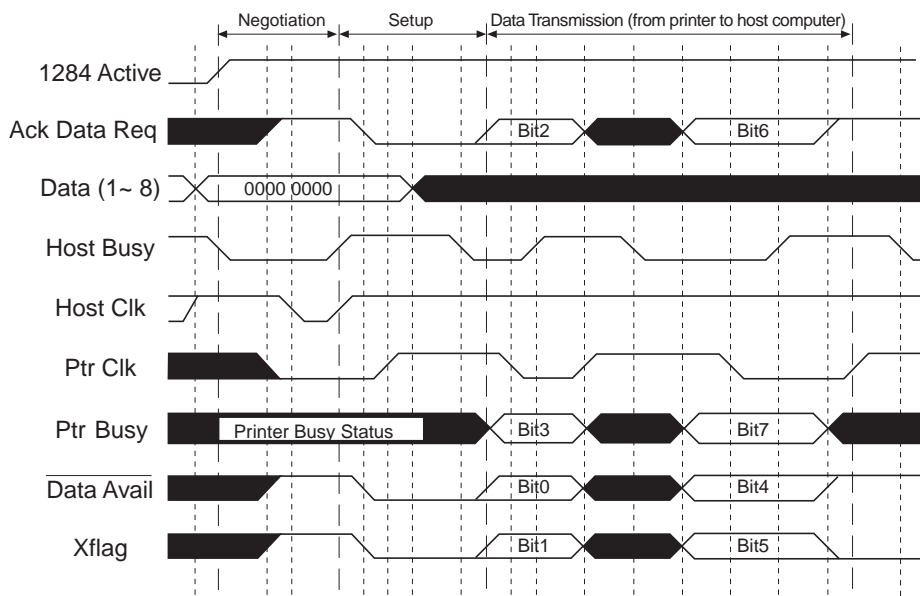 Negotiation Setup Data Transmission (from printer to host computer)
1284 Active
Ack Data Req Bit2 Bit6
Data (1~ 8) 0000 0000
Host Busy
Host Clk
Ptr Clk
Ptr Busy Printer Busy Status Bit3 Bit7
Data Avail Bit0 Bit4
Xflag Bit1 Bit5